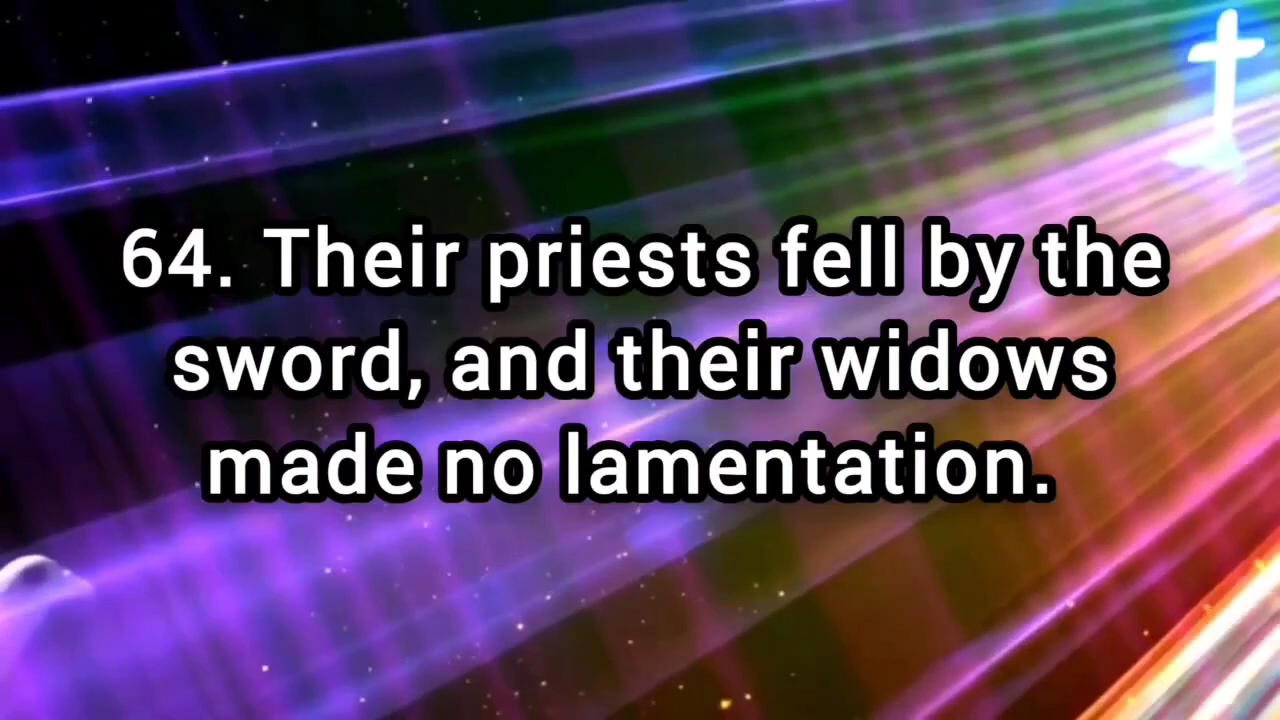 64. Their priests fell by the
sword, and their widows
made no lamentation.